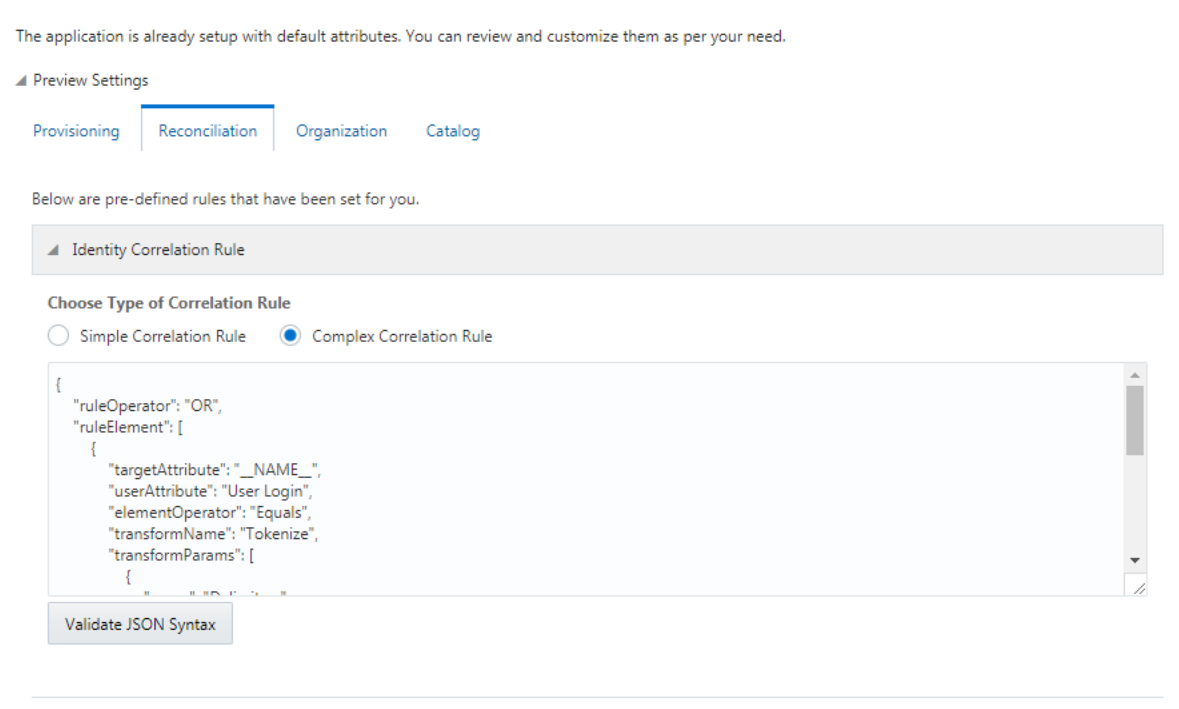 The application is already setup with default attributes. You can review and customize them as per your need.
Preview Settings
Provisioning Reconciliation Organization Catalog
Below are pre-defined rules that have been set for you.
Identity Correlation Rule
Choose Type of Correlation Rule
Simple Correlation Rule Complex Correlation Rule
{
"ruleOperator": "OR",
"ruleElement": [
{
"targetAttribute": "__NAME__",
"userAttribute": "User Login",
"elementOperator": "Equals",
"transformName": "Tokenize",
"transformParams": [
{
Validate JSON Syntax